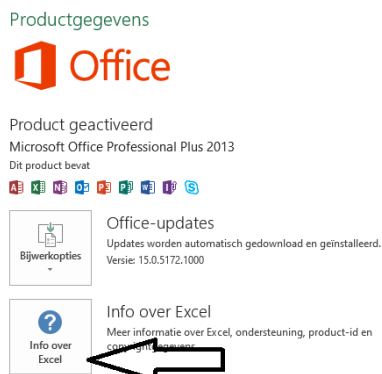 Productgegevens
Office
Product geactiveerd
Microsoft Office Professional Plus 2013
Dit product bevat
Bijwerkopties
Office-updates
Updates worden automatisch gedownload en geïnstalleerd.
Versie: 15.0.5172.1000
Info over
Excel
Info over Excel
Meer informatie over Excel, ondersteuning, product-id en
copyrightgegevens.